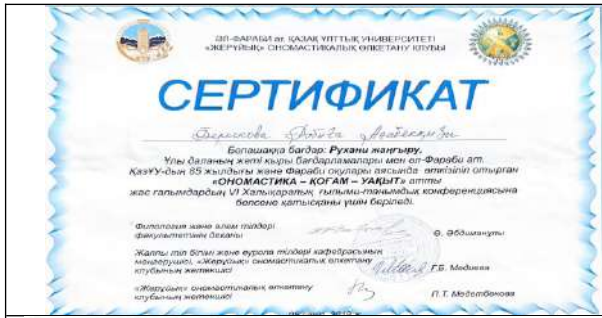 ӘЛ-ФАРАБИ ат. ҚАЗАҚ ҰЛТТЫҚ УНИВЕРСИТЕТІ
«ЖЕРҰЙЫҚ» ОНОМАСТИКАЛЫҚ ӨЛКЕТАНУ КЛУБЫ
СЕРТИФИКАТ
Болашаққа бағдар: Рухани жаңғыру.
Ұлы даланың жеті қыры бағдарламалары мен әл-Фараби ат.
ҚазҰУ-дың 85 жылдығы және Фараби оқулары аясында өткізіліп отырған
«ОНОМАСТИКА – ҚОҒАМ – УАҚЫТ» атты
жас ғалымдардың VI Халықаралық ғылыми-танымдық конференциясына
белсене қатысқаны үшін беріледі.
Филология және әлем тілдері
факультетінің деканы
Ө. Әбдиманұлы
Жалпы тіл білімі және еуропа тілдері кафедрасының
меңгерушісі, «Жерұйық» ономастикалық өлкетану
клубының жетекшісі
Г.Б. Мәдиева
«Жерұйық» ономастикалық өлкетану
клубының жетекшісі